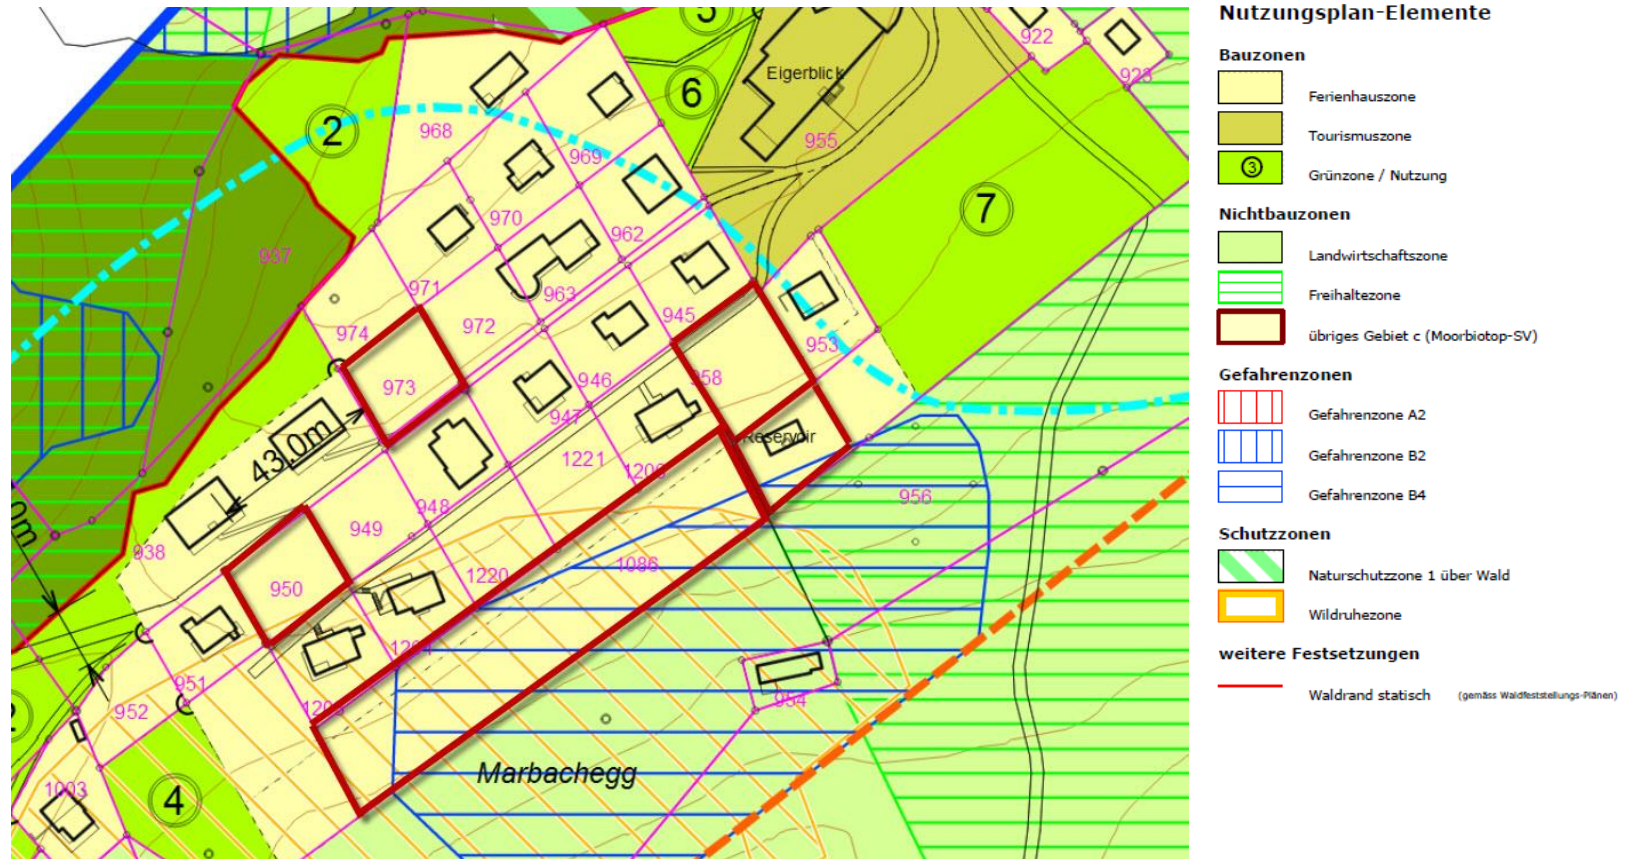 5
922
923
Eigerblick
6
955
2
968
969
7
970
962
937
971
963
974
972
945
953
973
958
946
947
Reservoir
43.0m
1221
1209
956
948
949
938
950
1220
1086
951
952
954
Marbachegg
1003
4
Nutzungsplan-Elemente
Bauzonen
Ferienhauszone
Tourismuszone
3
Grünzone / Nutzung
Nichtbauzonen
Landwirtschaftszone
Freihaltezone
übriges Gebiet c (Moorbiotop-SV)
Gefahrenzonen
Gefahrenzone A2
Gefahrenzone B2
Gefahrenzone B4
Schutzzonen
Naturschutzzone 1 über Wald
Wildruhezone
weitere Festsetzungen
Waldrand statisch (gemäss Waldfeststellungs-Plänen)